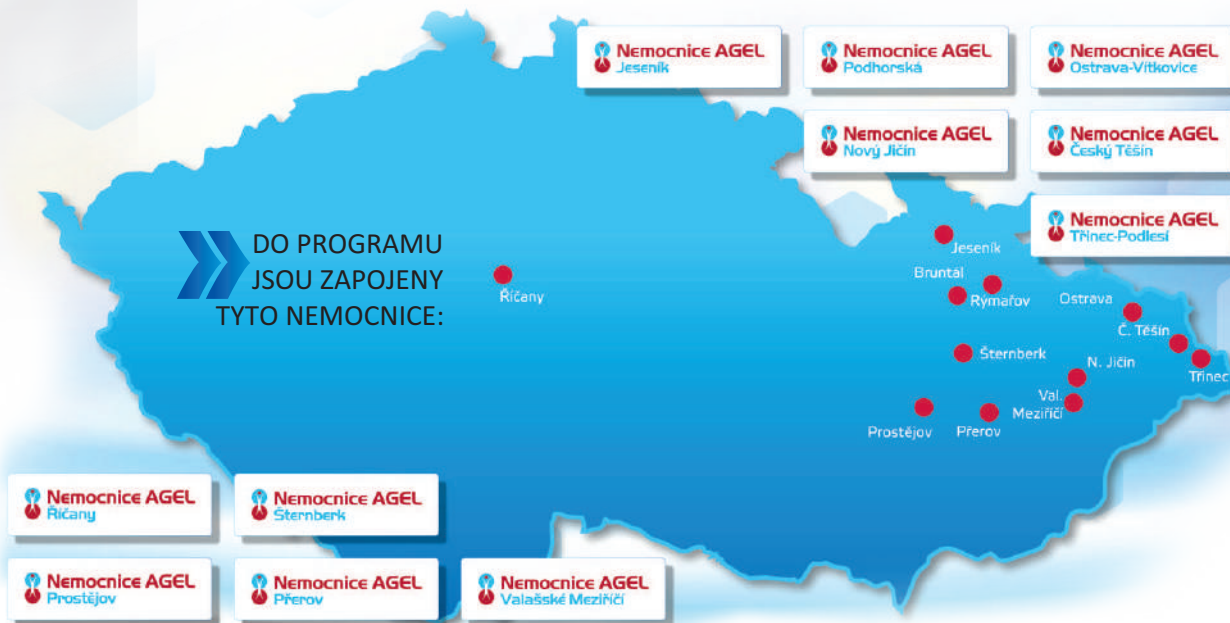 Nemocnice AGEL
Jeseník
Nemocnice AGEL
Podhorská
Nemocnice AGEL
Ostrava-Vítkovice
Nemocnice AGEL
Nový Jičín
Nemocnice AGEL
Český Těšín
Nemocnice AGEL
Třinec-Podlesí
DO PROGRAMU
JSOU ZAPOJENY
TYTO NEMOCNICE:
Říčany
Jeseník
Bruntál
Rýmařov
Ostrava
Č. Těšín
Třinec
Šternberk
N. Jičín
Val.
Meziříčí
Prostějov
Přerov
Nemocnice AGEL
Říčany
Nemocnice AGEL
Šternberk
Nemocnice AGEL
Prostějov
Nemocnice AGEL
Přerov
Nemocnice AGEL
Valašské Meziříčí